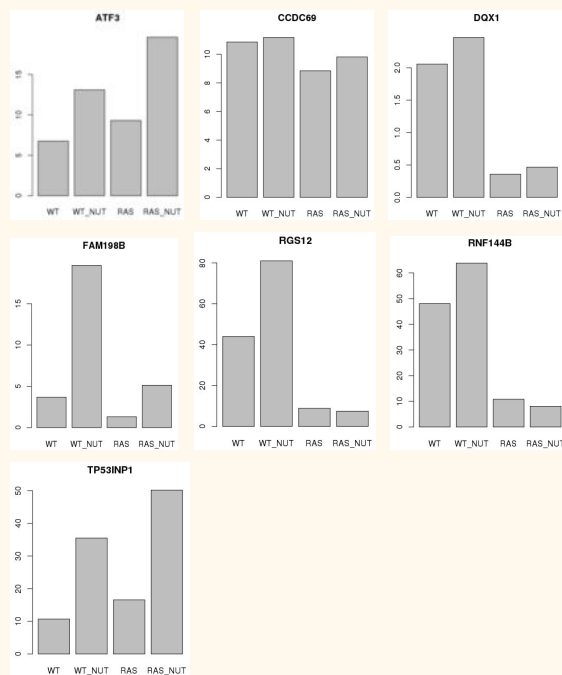 ATF3
15
10
5
0
WT WT_NUT RAS RAS_NUT
CCDC69
10
8
6
4
2
0
WT WT_NUT RAS RAS_NUT
DQX1
2.0
1.5
1.0
0.5
0.0
WT WT_NUT RAS RAS_NUT
FAM198B
15
10
5
0
WT WT_NUT RAS RAS_NUT
RGS12
80
60
40
20
0
WT WT_NUT RAS RAS_NUT
RNF144B
60
50
40
30
20
10
0
WT WT_NUT RAS RAS_NUT
TP53INP1
50
40
30
20
10
0
WT WT_NUT RAS RAS_NUT